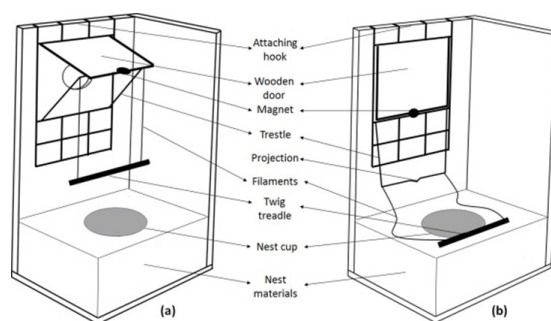 Attaching
hook
Wooden
door
Magnet
Trestle
Projection
Filaments
Twig
treadle
Nest cup
Nest
materials
(a)
(b)